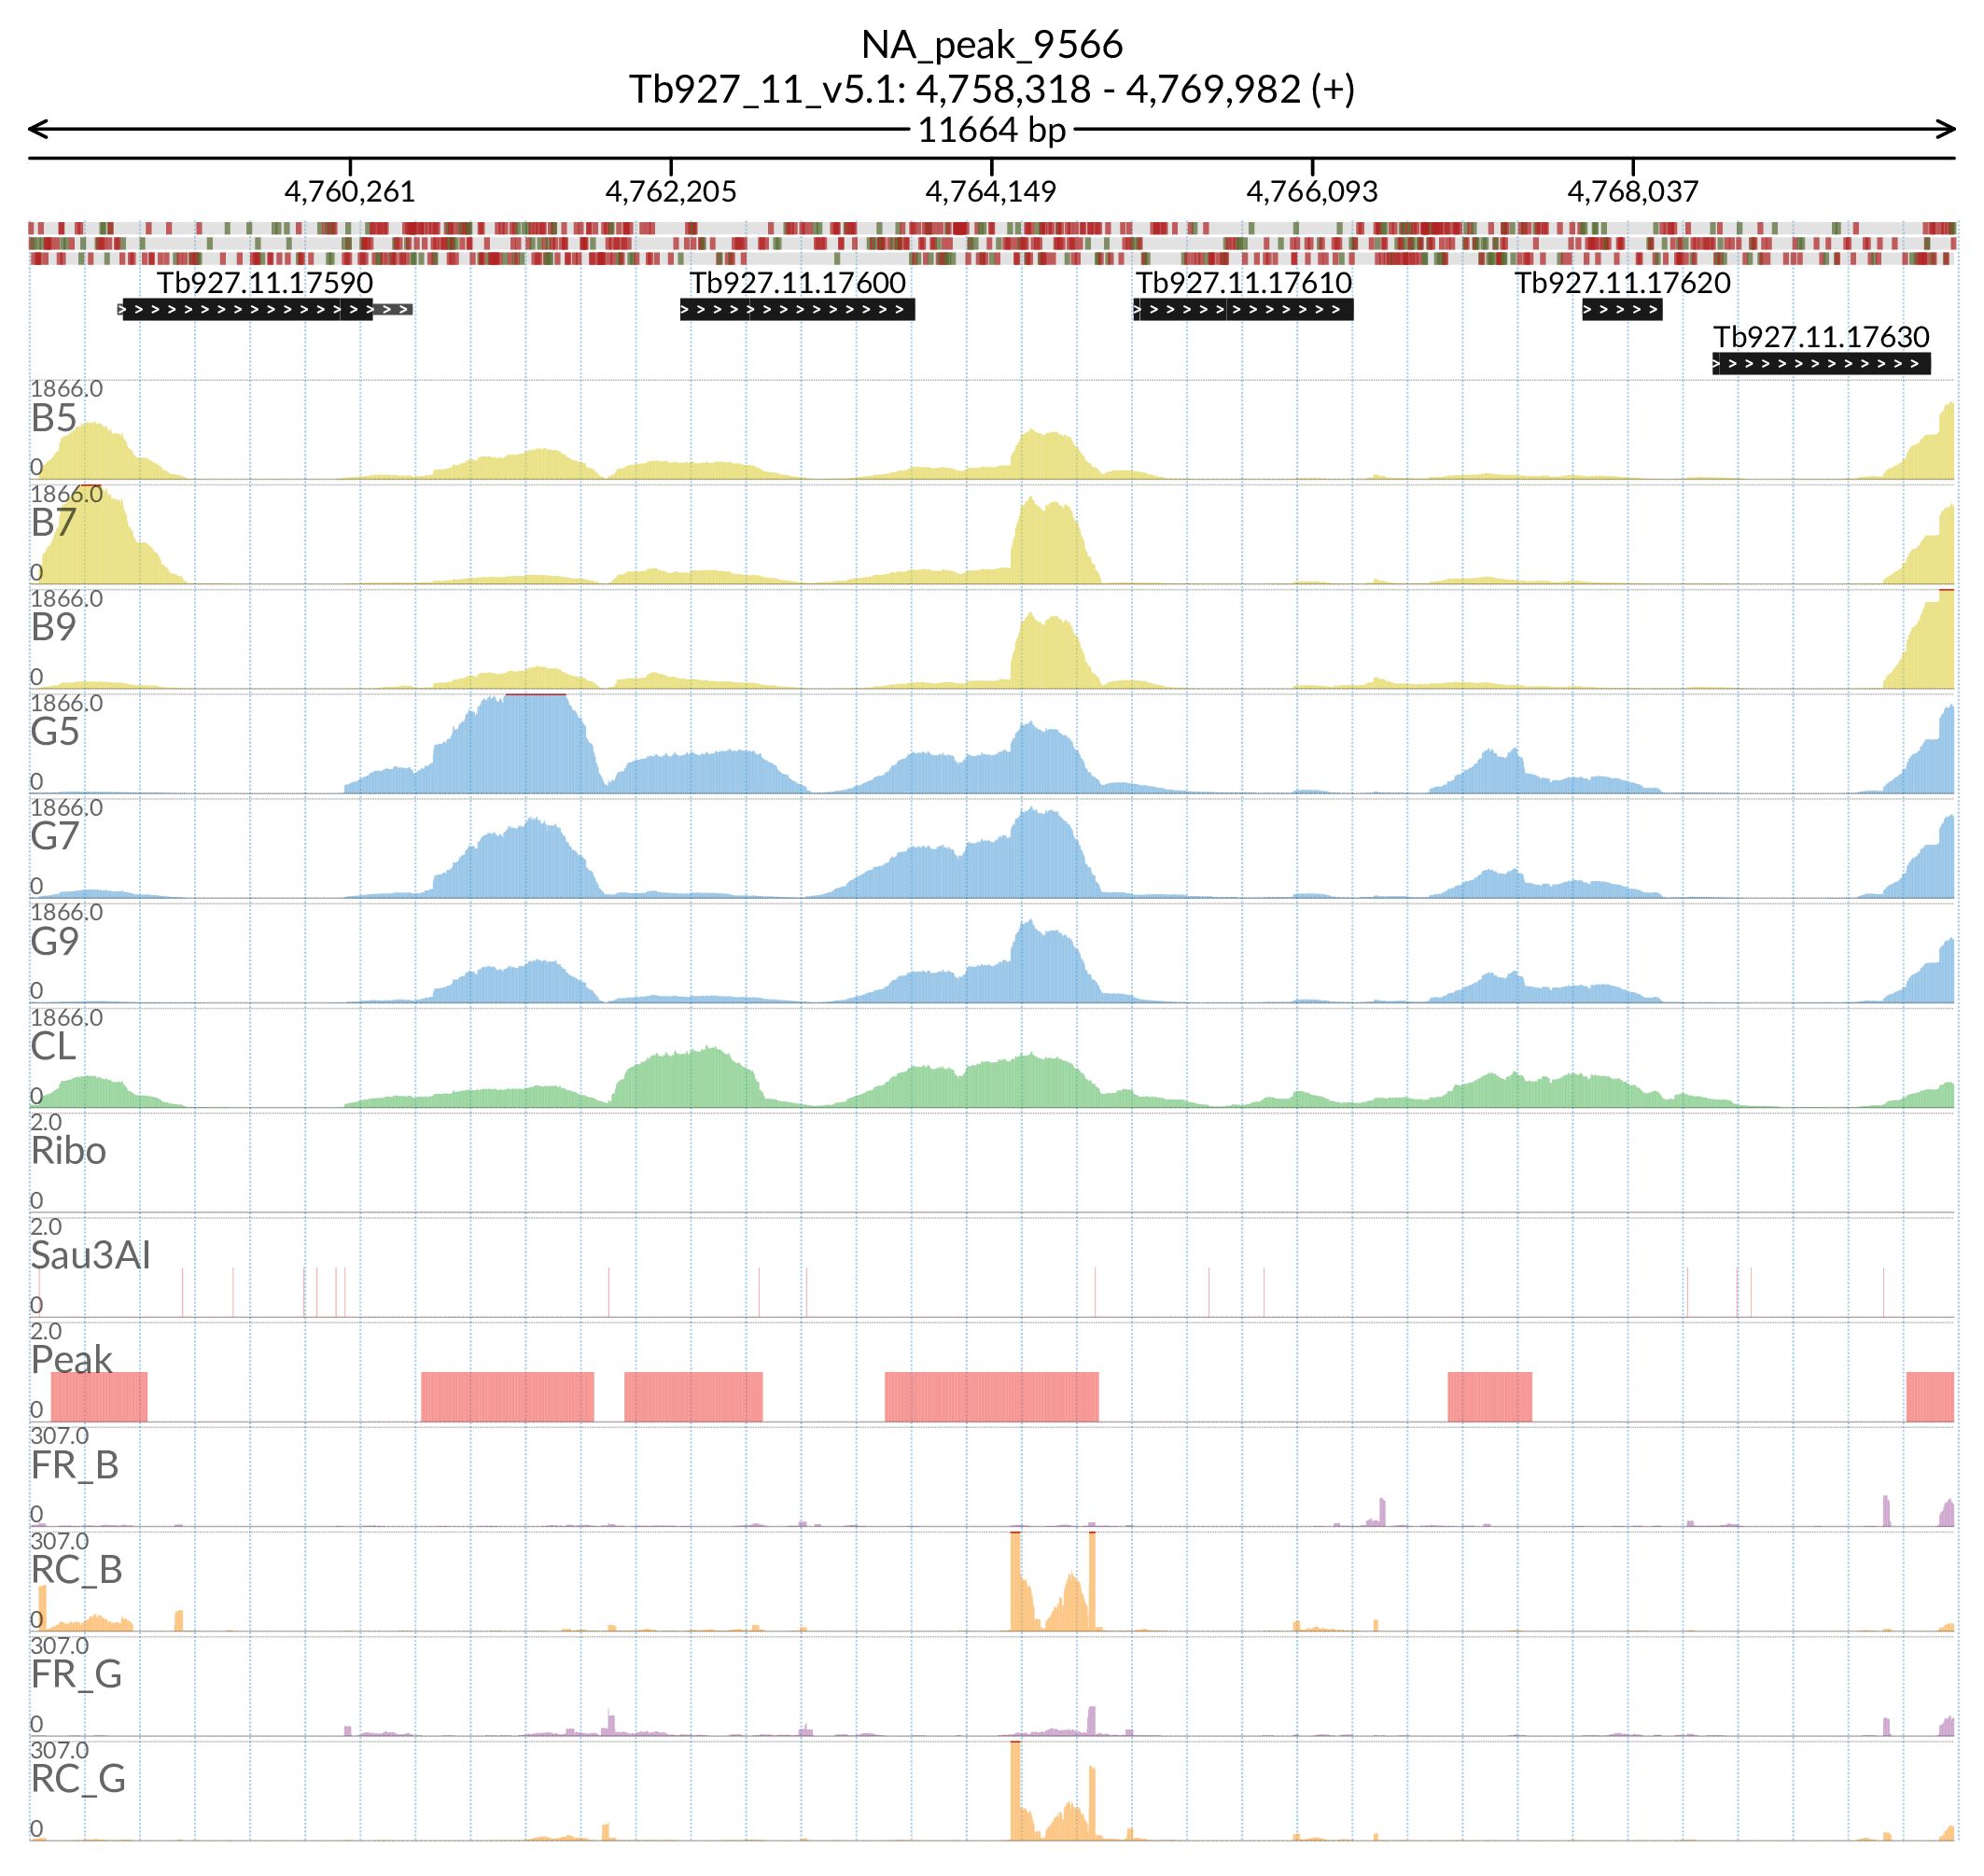 NA_peak_9566
Tb927_11_v5.1: 4,758,318 - 4,769,982 (+)
11664 bp
4,760,261 4,762,205 4,764,149 4,766,093 4,768,037
Tb927.11.17590 Tb927.11.17600 Tb927.11.17610 Tb927.11.17620
Tb927.11.17630
1866.0
B5
0
1866.0
B7
0
1866.0
B9
0
1866.0
G5
0
1866.0
G7
0
1866.0
G9
0
1866.0
CL
0
2.0
Ribo
0
2.0
Sau3AI
0
2.0
Peak
0
307.0
FR_B
0
307.0
RC_B
0
307.0
FR_G
0
307.0
RC_G
0